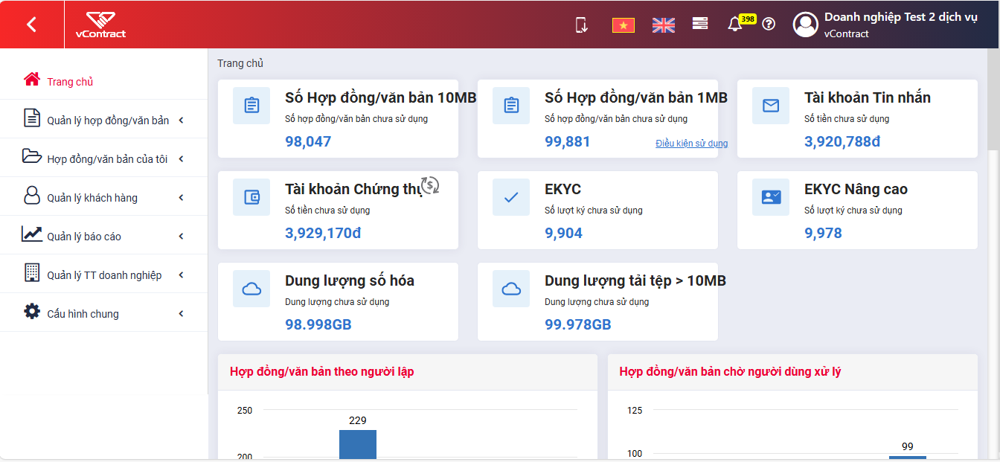 vContract
398
Doanh nghiệp Test 2 dịch vụ
vContract
Trang chủ
Quản lý hợp đồng/văn bản
Hợp đồng/văn bản của tôi
Quản lý khách hàng
Quản lý báo cáo
Quản lý TT doanh nghiệp
Cấu hình chung
Trang chủ
Số Hợp đồng/văn bản 10MB
Số hợp đồng/văn bản chưa sử dụng
98,047
Số Hợp đồng/văn bản 1MB
Số hợp đồng/văn bản chưa sử dụng
99,881
Điều kiện sử dụng
Tài khoản Tin nhắn
Số tiền chưa sử dụng
3,920,788đ
Tài khoản Chứng thự
Số tiền chưa sử dụng
3,929,170đ
EKYC
Số lượt ký chưa sử dụng
9,904
EKYC Nâng cao
Số lượt ký chưa sử dụng
9,978
Dung lượng số hóa
Dung lượng chưa sử dụng
98.998GB
Dung lượng tải tệp > 10MB
Dung lượng chưa sử dụng
99.978GB
Hợp đồng/văn bản theo người lập
250
229
200
Hợp đồng/văn bản chờ người dùng xử lý
125
99
100